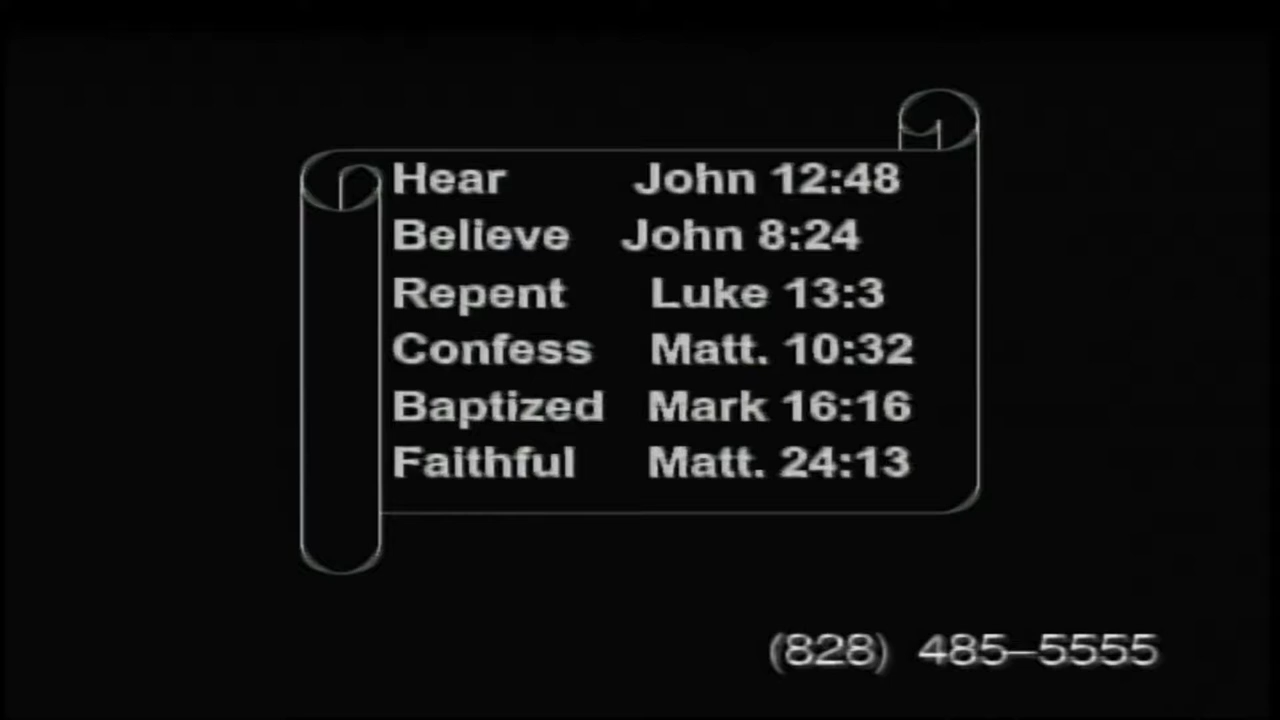 Hear John 12:48
Believe John 8:24
Repent Luke 13:3
Confess Matt. 10:32
Baptized Mark 16:16
Faithful Matt. 24:13
(828) 485-5555